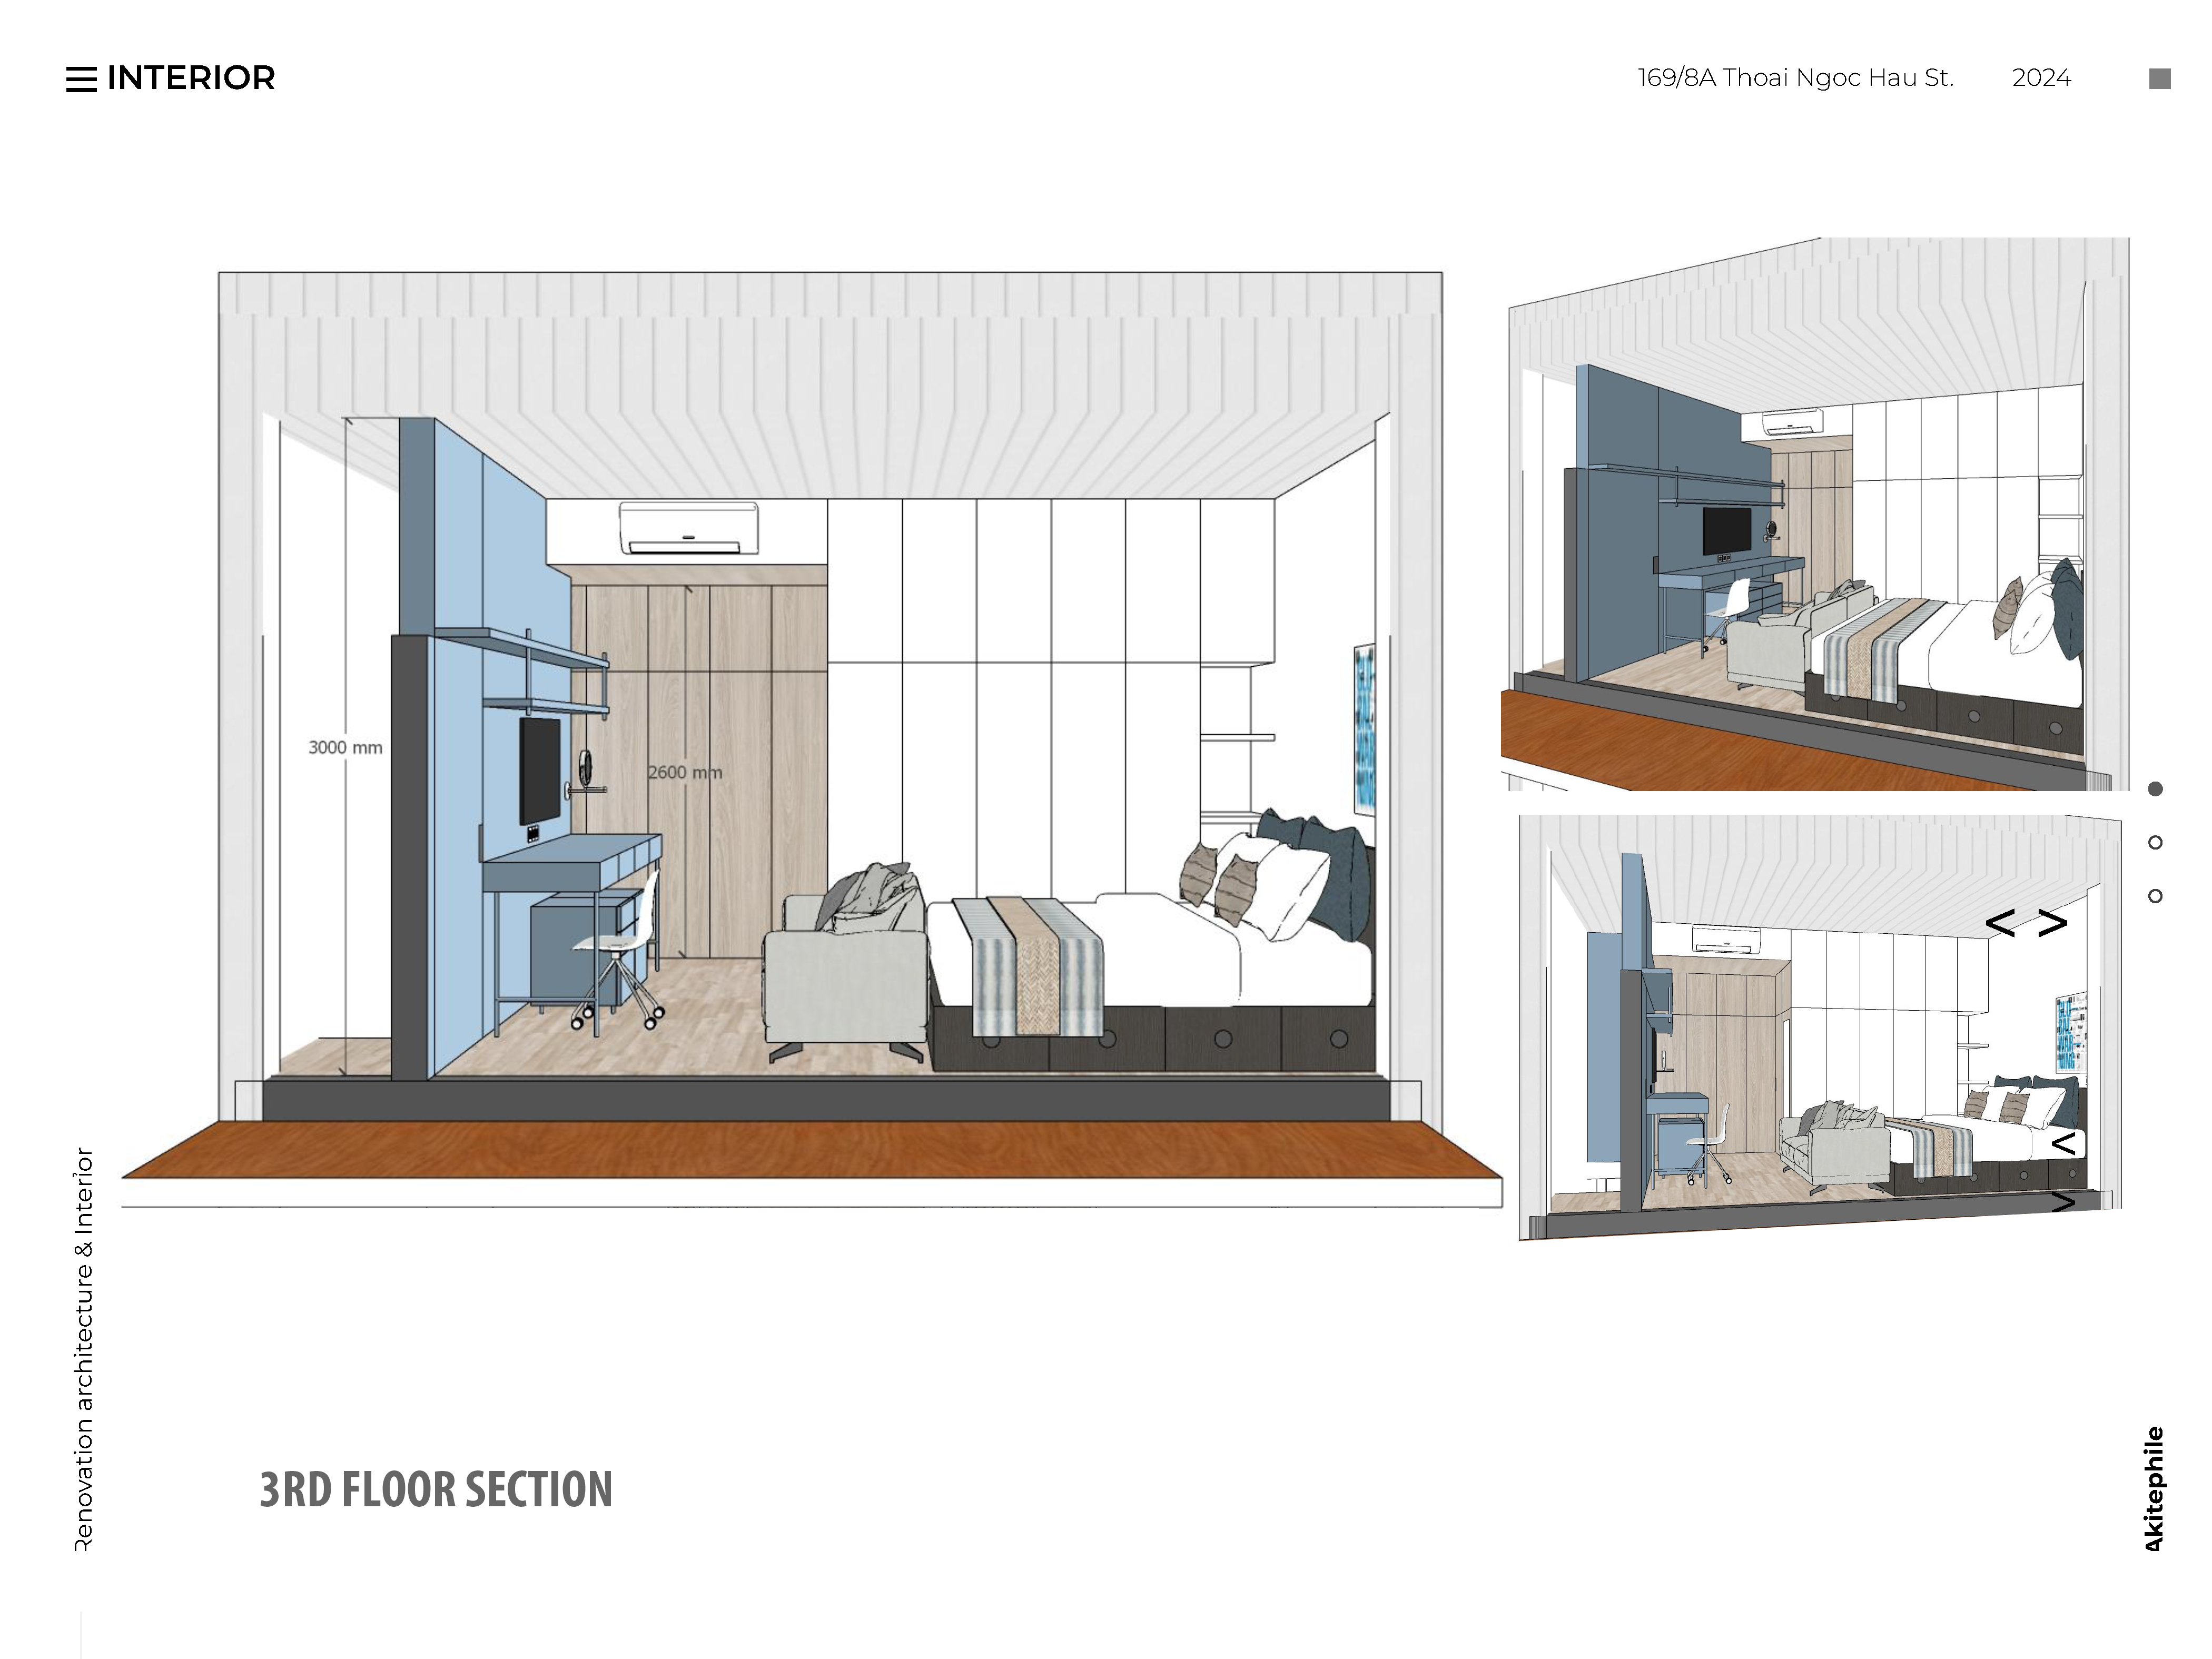 INTERIOR
169/8A Thoai Ngoc Hau St.
2024
3000 mm
2600 mm
< >
<
>
Renovation architecture & Interior
3RD FLOOR SECTION
Akitephile